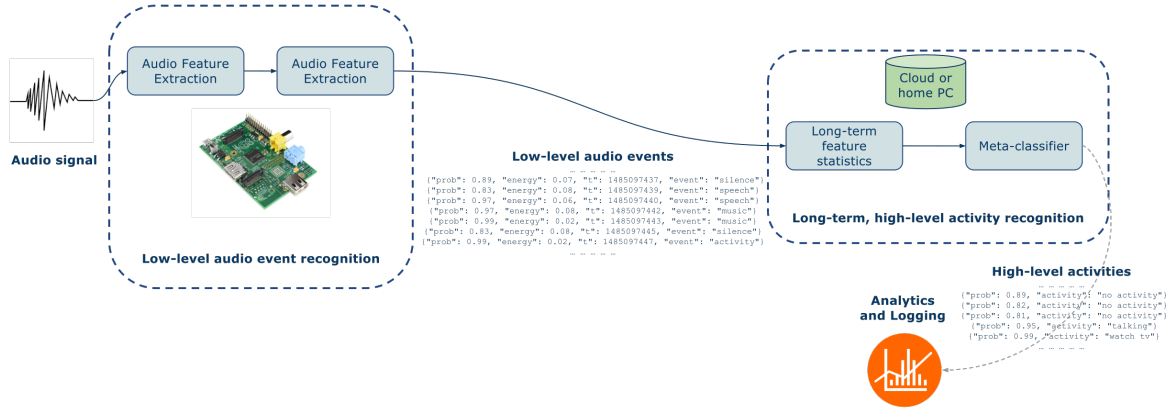 Audio signal
Audio Feature
Extraction
Audio Feature
Extraction
Low-level audio event recognition
Low-level audio events
… … … … …
{"prob": 0.89, "energy": 0.07, "t": 1485097437, "event": "silence"}
{"prob": 0.83, "energy": 0.08, "t": 1485097439, "event": "speech"}
{"prob": 0.97, "energy": 0.06, "t": 1485097440, "event": "speech"}
{"prob": 0.97, "energy": 0.08, "t": 1485097442, "event": "music"}
{"prob": 0.99, "energy": 0.02, "t": 1485097443, "event": "music"}
{"prob": 0.83, "energy": 0.08, "t": 1485097445, "event": "silence"}
{"prob": 0.99, "energy": 0.02, "t": 1485097447, "event": "activity"}
… … … … …
Cloud or
home PC
Long-term
feature
statistics
Meta-classifier
Long-term, high-level activity recognition
High-level activities
… … … … …
{"prob": 0.89, "activity": "no activity"}
{"prob": 0.82, "activity": "no activity"}
{"prob": 0.81, "activity": "no activity"}
{"prob": 0.95, "activity": "talking"}
{"prob": 0.99, "activity": "watch tv"}
… … … … …
Analytics
and Logging